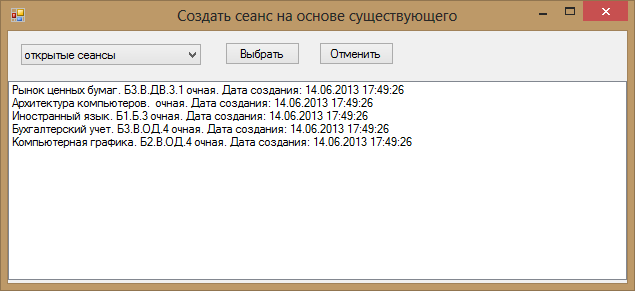 Создать сеанс на основе существующего
открытые сеансы
Выбрать
Отменить
Рынок ценных бумаг. Б3.В.ДВ.3.1 очная. Дата создания: 14.06.2013 17:49:26
Архитектура компьютеров.  очная. Дата создания: 14.06.2013 17:49:26
Иностранный язык. Б1.Б.3 очная. Дата создания: 14.06.2013 17:49:26
Бухгалтерский учет. Б3.В.ОД.4 очная. Дата создания: 14.06.2013 17:49:26
Компьютерная графика. Б2.В.ОД.4 очная. Дата создания: 14.06.2013 17:49:26